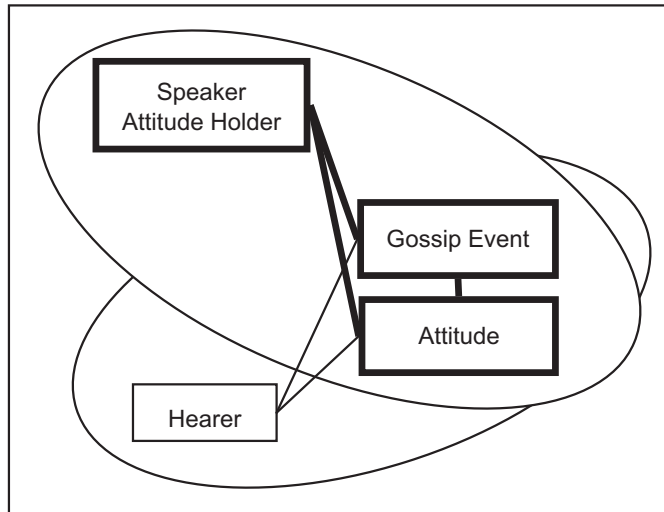 Speaker
Attitude Holder
Gossip Event
Attitude
Hearer